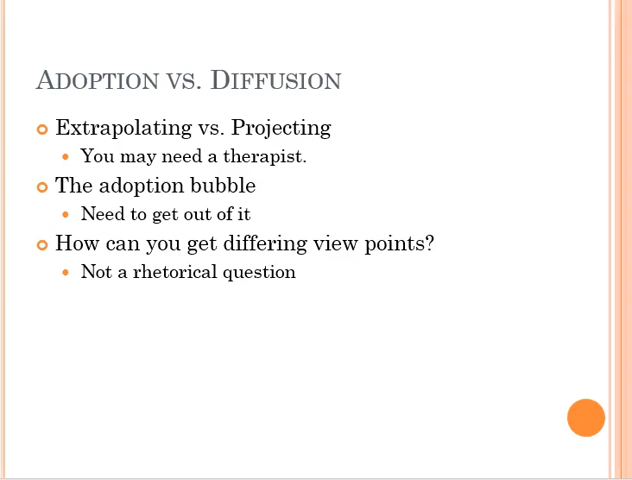 ADOPTION VS. DIFFUSION
Extrapolating vs. Projecting
You may need a therapist.
The adoption bubble
Need to get out of it
How can you get differing view points?
Not a rhetorical question